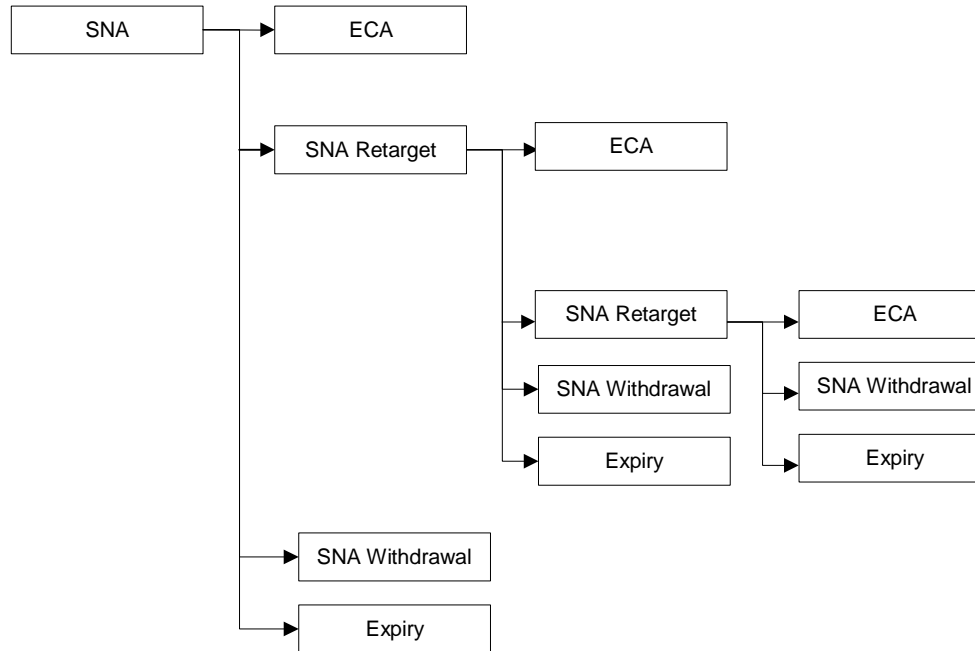 SNA
ECA
SNA Retarget
ECA
SNA Retarget
ECA
SNA Withdrawal
SNA Withdrawal
Expiry
Expiry
SNA Withdrawal
Expiry